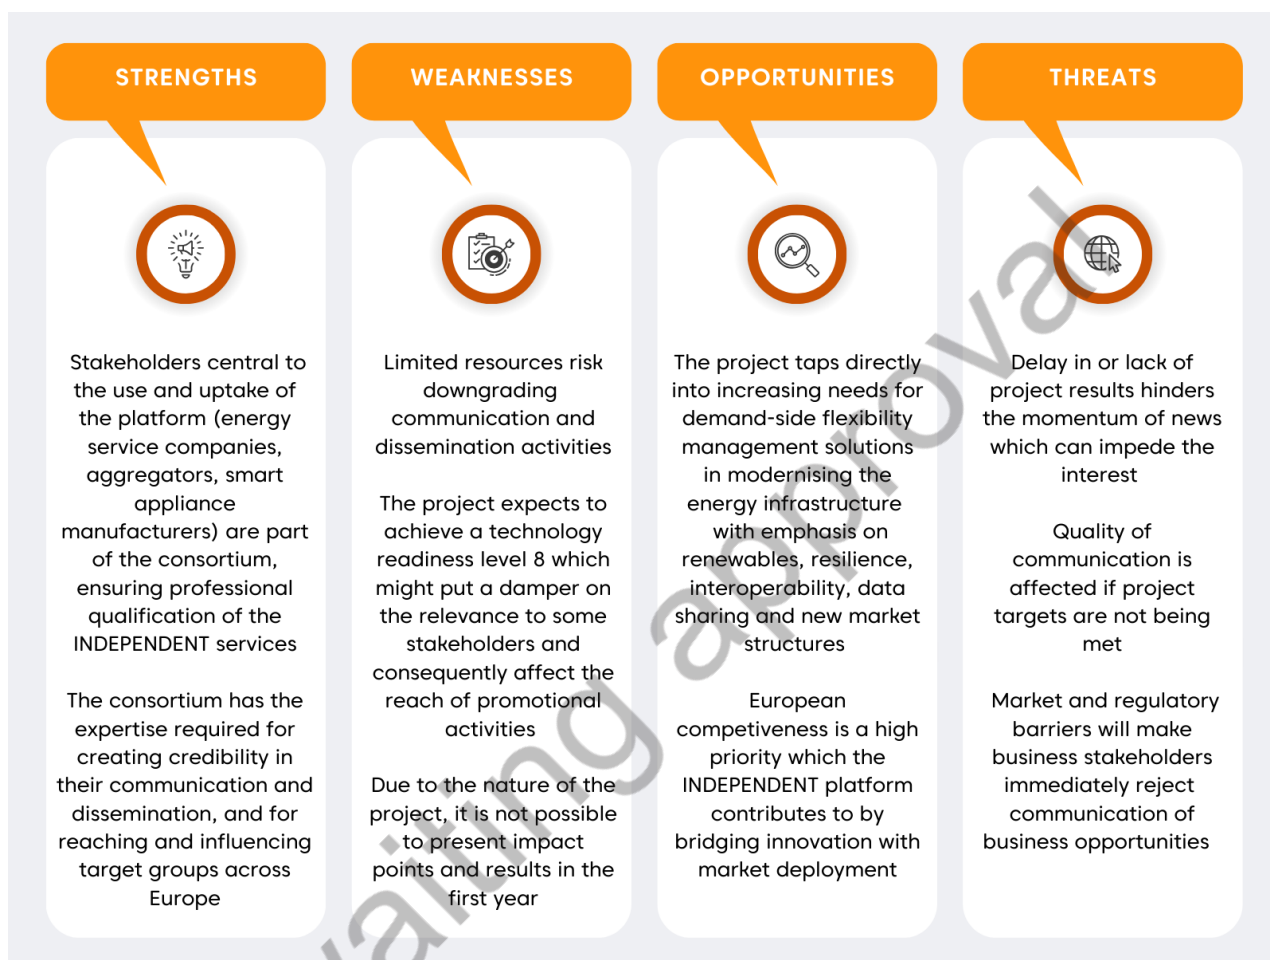 STRENGTHS
Stakeholders central to
the use and uptake of
the platform (energy
service companies,
aggregators, smart
appliance
manufacturers) are part
of the consortium,
ensuring professional
qualification of the
INDEPENDENT services
The consortium has the
expertise required for
creating credibility in
their communication and
dissemination, and for
reaching and influencing
target groups across
Europe
WEAKNESSES
Limited resources risk
downgrading
communication and
dissemination activities
The project expects to
achieve a technology
readiness level 8 which
might put a damper on
the relevance to some
stakeholders and
consequently affect the
reach of promotional
activities
Due to the nature of the
project, it is not possible
to present impact
points and results in the
first year
OPPORTUNITIES
The project taps directly
into increasing needs for
demand-side flexibility
management solutions
in modernising the
energy infrastructure
with emphasis on
renewables, resilience,
interoperability, data
sharing and new market
structures
European
competiveness is a high
priority which the
INDEPENDENT platform
contributes to by
bridging innovation with
market deployment
THREATS
Delay in or lack of
project results hinders
the momentum of news
which can impede the
interest
Quality of
communication is
affected if project
targets are not being
met
Market and regulatory
barriers will make
business stakeholders
immediately reject
communication of
business opportunities
vaiting approval